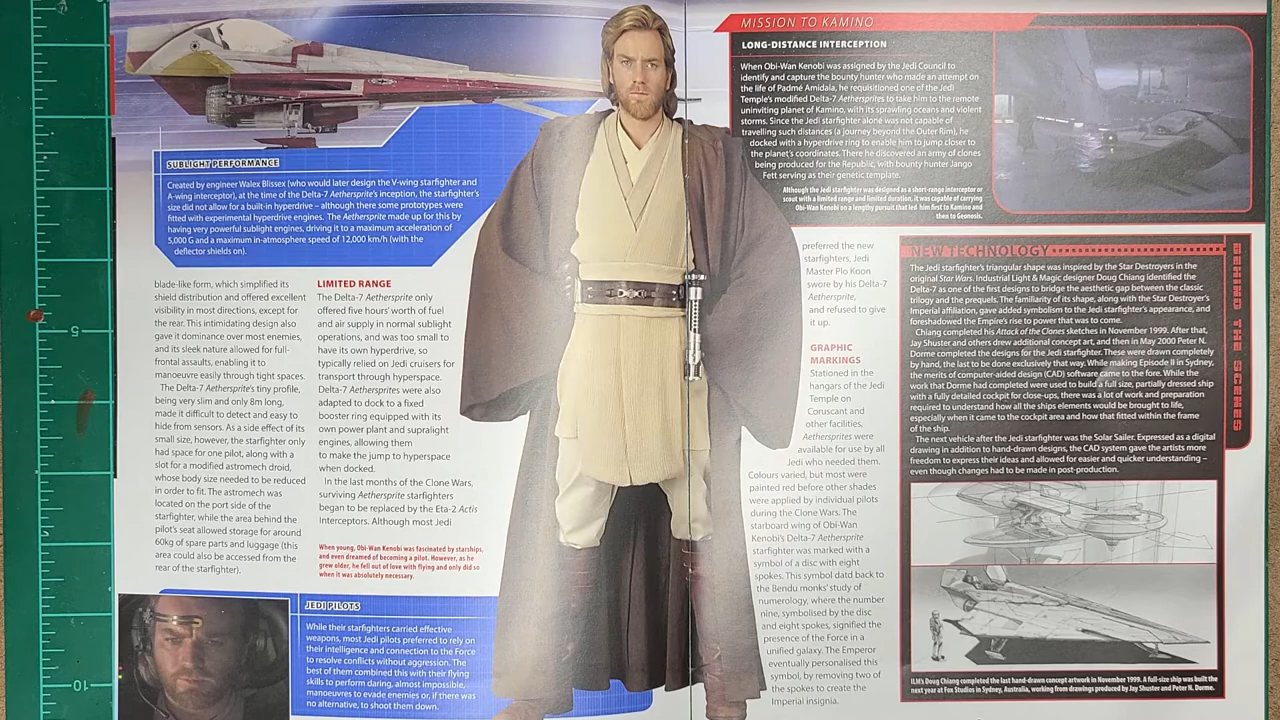 SUBLIGHT PERFORMANCE
Created by engineer Walex Blissex (who would later design the V-wing starfighter and
A-wing interceptor), at the time of the Delta-7 Aethersprite's inception, the starfighter's
size did not allow for a built-in hyperdrive – although there some prototypes were
fitted with experimental hyperdrive engines. The Aethersprite made up for this by
having very powerful sublight engines, driving it to a maximum acceleration of
5,000 G and a maximum in-atmosphere speed of 12,000 km/h (with the
deflector shields on).
blade-like form, which simplified its
shield distribution and offered excellent
visibility in most directions, except for
the rear. This intimidating design also
gave it dominance over most enemies,
and its sleek nature allowed for full-
frontal assaults, enabling it to
manoeuvre easily through tight spaces.
The Delta-7 Aethersprite's tiny profile,
being very slim and only 8m long,
made it difficult to detect and easy to
hide from sensors. As a side effect of its
small size, however, the starfighter only
had space for one pilot, along with a
slot for a modified astromech droid,
whose body size needed to be reduced
in order to fit. The astromech was
located on the port side of the
starfighter, while the area behind the
pilot's seat allowed storage for around
60kg of spare parts and luggage (this
area could also be accessed from the
rear of the starfighter).
LIMITED RANGE
The Delta-7 Aethersprite only
offered five hours' worth of fuel
and air supply in normal sublight
operations, and was too small to
have its own hyperdrive, so
typically relied on Jedi cruisers for
transport through hyperspace.
Delta-7 Aethersprites were also
adapted to dock to a fixed
booster ring equipped with its
own power plant and supralight
engines, allowing them
to make the jump to hyperspace
when docked.
In the last months of the Clone Wars,
surviving Aethersprite starfighters
began to be replaced by the Eta-2 Actis
Interceptors. Although most Jedi
When young, Obi-Wan Kenobi was fascinated by starships,
and even dreamed of becoming a pilot. However, as he
grew older, he fell out of love with flying and only did so
when it was absolutely necessary.
JEDI PILOTS
While their starfighters carried effective
weapons, most Jedi pilots preferred to rely on
their intelligence and connection to the Force
to resolve conflicts without aggression. The
best of them combined this with their flying
skills to perform daring, almost impossible,
manoeuvres to evade enemies or, if there was
no alternative, to shoot them down.
5
10
MISSION TO KAMINO
LONG-DISTANCE INTERCEPTION
When Obi-Wan Kenobi was assigned by the Jedi Council to
identify and capture the bounty hunter who made an attempt on
the life of Padmé Amidala, he requisitioned one of the Jedi
Temple's modified Delta-7 Aethersprites to take him to the remote
uninviting planet of Kamino, with its sprawling oceans and violent
storms. Since the Jedi starfighter alone was not capable of
travelling such distances (a journey beyond the Outer Rim), he
docked with a hyperdrive ring to enable him to jump closer to
the planet's coordinates. There he discovered an army of clones
being produced for the Republic, with bounty hunter Jango
Fett serving as their genetic template.
Although the Jedi starfighter was designed as a short-range interceptor or
scout with a limited range and limited duration, it was capable of carrying
Obi-Wan Kenobi on a lengthy pursuit that led him first to Kamino and
then to Geonosis.
preferred the new
starfighters, Jedi
Master Plo Koon
swore by his Delta-7
Aethersprite,
and refused to give
it up.
GRAPHIC
MARKINGS
Stationed in the
hangars of the Jedi
Temple on
Coruscant and
other facilities,
Aethersprites were
available for use by all
Jedi who needed them.
Colours varied, but most were
painted red before other shades
were applied by individual pilots
during the Clone Wars. The
starboard wing of Obi-Wan
Kenobi's Delta-7 Aethersprite
starfighter was marked with a
symbol of a disc with eight
spokes. This symbol datd back to
the Bendu monks' study of
numerology, where the number
nine, symbolised by the disc
and eight spokes, signified the
presence of the Force in a
unified galaxy. The Emperor
eventually personalised this
symbol, by removing two of
the spokes to create the
Imperial insignia.
NEW TECHNOLOGY
BEHIND THE SCENES
The Jedi starfighter's triangular shape was inspired by the Star Destroyers in the
original Star Wars. Industrial Light & Magic designer Doug Chiang identified the
Delta-7 as one of the first designs to bridge the aesthetic gap between the classic
trilogy and the prequels. The familiarity of its shape, along with the Star Destroyer's
Imperial affiliation, gave added symbolism to the Jedi starfighter's appearance, and
foreshadowed the Empire's rise to power that was to come.
Chiang completed his Attack of the Clones sketches in November 1999. After that,
Jay Shuster and others drew additional concept art, and then in May 2000 Peter N.
Dorme completed the designs for the Jedi starfighter. These were drawn completely
by hand, the last to be done exclusively that way. While making Episode II in Sydney,
the merits of computer-aided design (CAD) software came to the fore. While the
work that Dorme had completed were used to build a full size, partially dressed ship
with a fully detailed cockpit for close-ups, there was a lot of work and preparation
required to understand how all the ships elements would be brought to life,
especially when it came to the cockpit area and how that fitted within the frame
of the ship.
The next vehicle after the Jedi starfighter was the Solar Sailer. Expressed as a digital
drawing in addition to hand-drawn designs, the CAD system gave the artists more
freedom to express their ideas and allowed for easier and quicker understanding –
even though changes had to be made in post-production.
ILM's Doug Chiang completed the last hand-drawn concept artwork in November 1999. A full-size ship was built the
next year at Fox Studios in Sydney, Australia, working from drawings produced by Jay Shuster and Peter N. Dorme.